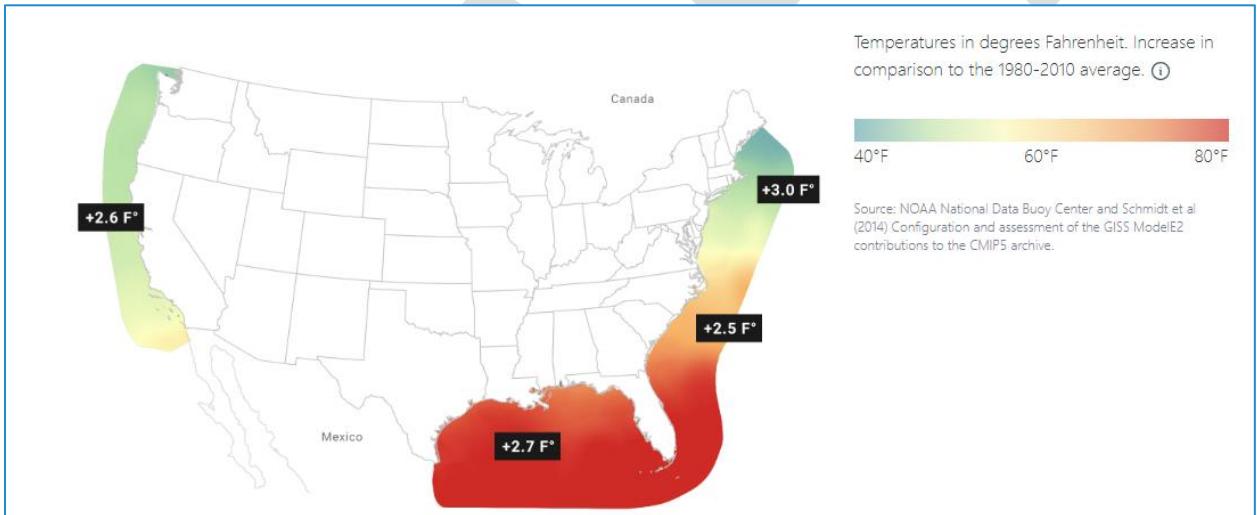 Temperatures in degrees Fahrenheit. Increase in
comparison to the 1980-2010 average. ⓘ
Canada
40°F 60°F 80°F
+3.0 F°
+2.6 F°
Source: NOAA National Data Buoy Center and Schmidt et al
(2014) Configuration and assessment of the GISS ModelE2
contributions to the CMIP5 archive.
+2.5 F°
Mexico
+2.7 F°